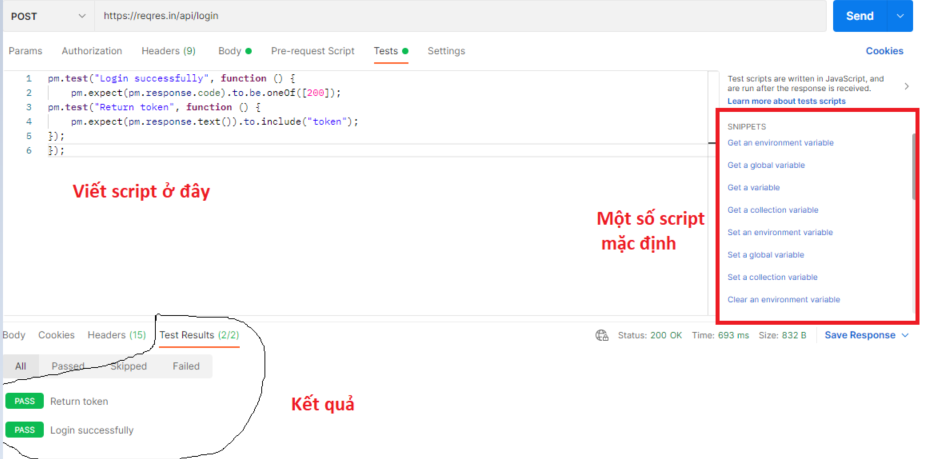 POST https://reqres.in/api/login Send
Params Authorization Headers (9) Body Pre-request Script Tests Settings Cookies
1 pm.test("Login successfully", function () {
2 pm.expect(pm.response.code).to.be.oneOf([200]);
3 pm.test("Return token", function () {
4 pm.expect(pm.response.text()).to.include("token");
5 });
6 });
Test scripts are written in JavaScript, and
are run after the response is received.
Learn more about tests scripts
SNIPPETS
Get an environment variable
Get a global variable
Get a variable
Get a collection variable
Set an environment variable
Set a global variable
Set a collection variable
Clear an environment variable
Viết script ở đây
Một số script
mặc định
Body Cookies Headers (15) Test Results (2/2) Status: 200 OK Time: 693 ms Size: 832 B Save Response
All Passed Skipped Failed
PASS Return token
PASS Login successfully
Kết quả